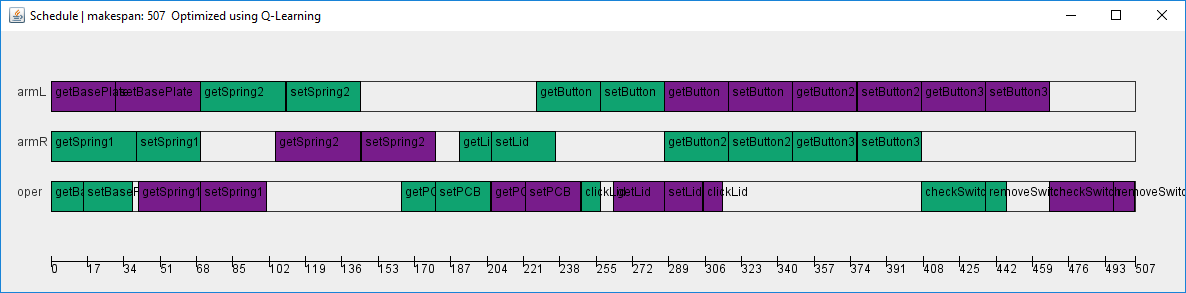 Schedule | makespan: 507 Optimized using Q-Learning
armL getBasePlate setBasePlate getSpring2 setSpring2 getButton setButton getButton setButton getButton2 setButton2 getButton3 setButton3
armR getSpring1 setSpring1 getSpring2 setSpring2 getLi setLid getButton2 setButton2 getButton3 setButton3
oper getBa setBaseP getSpring1 setSpring1 getPC setPCB getPC setPCB clickLid getLid setLid clickLid checkSwitc removeSwitc checkSwitch removeSwitc
0 17 34 51 68 85 102 119 136 153 170 187 204 221 238 255 272 289 306 323 340 357 374 391 408 425 442 459 476 493 507